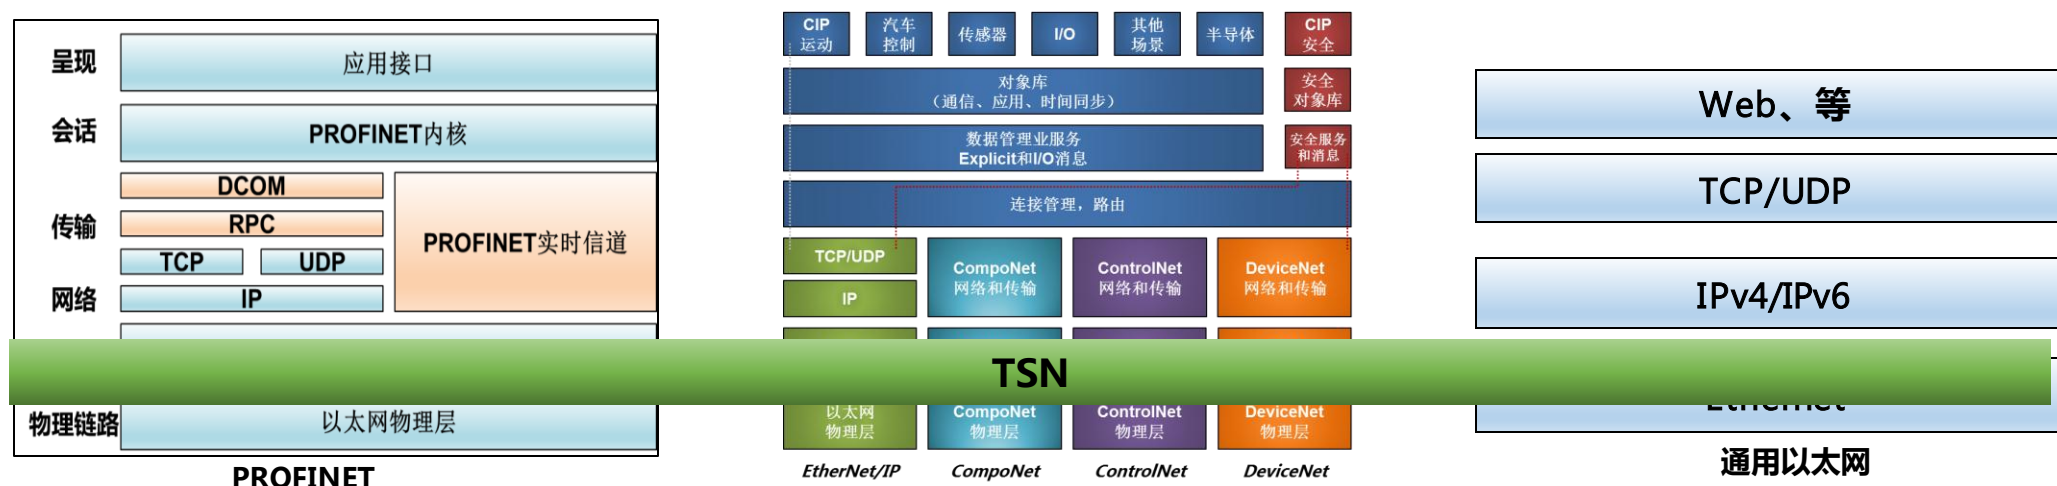 呈现
应用接口
会话
PROFINET内核
传输
DCOM
RPC
TCP
UDP
PROFINET实时信道
网络
IP
物理链路
以太网物理层
PROFINET
CIP
运动
汽车
控制
传感器
I/O
其他
场景
半导体
CIP
安全
对象库
（通信、应用、时间同步）
安全
对象库
数据管理业服务
Explicit和I/O消息
安全服务
和消息
连接管理，路由
TCP/UDP
IP
CompoNet
网络和传输
ControlNet
网络和传输
DeviceNet
网络和传输
TSN
以太网
物理层
CompoNet
物理层
ControlNet
物理层
DeviceNet
物理层
EtherNet/IP
CompoNet
ControlNet
DeviceNet
Web、等
TCP/UDP
IPv4/IPv6
Ethernet
通用以太网